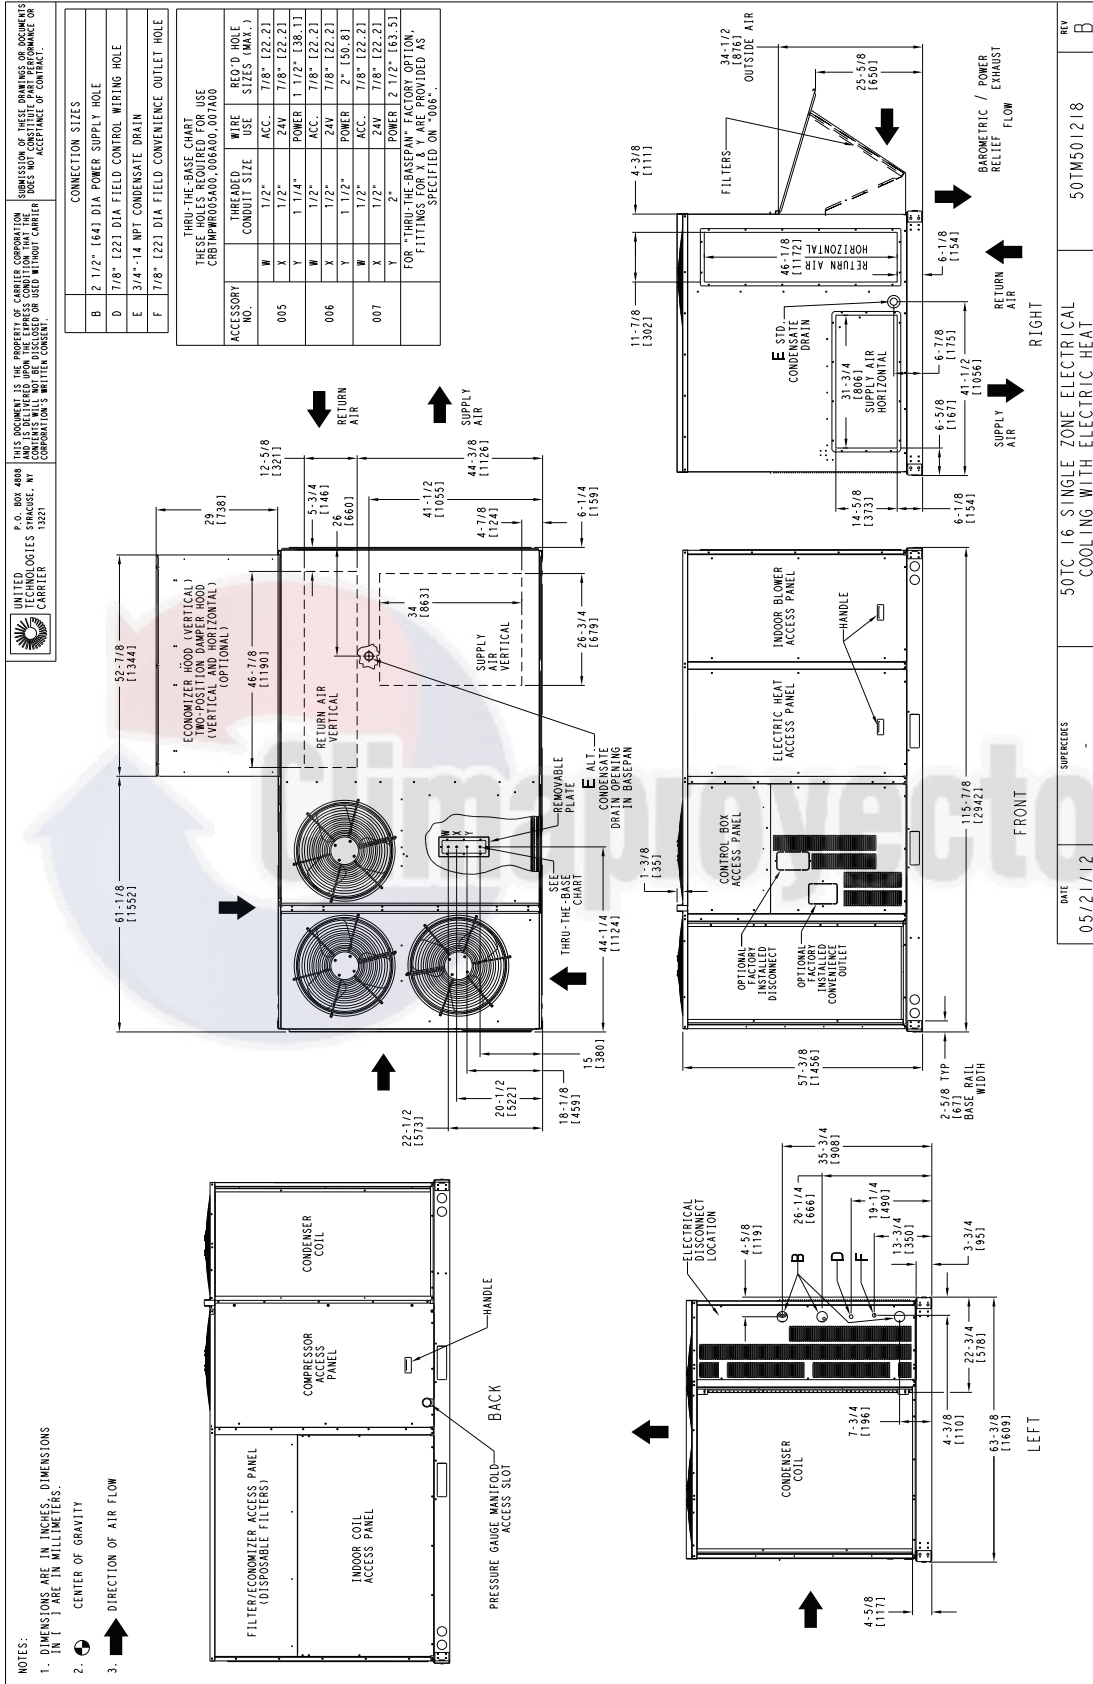 UNITED
TECHNOLOGIES
CARRIER
P.O. BOX 4808
SYRACUSE, NY
13221
THIS DOCUMENT IS THE PROPERTY OF CARRIER CORPORATION
AND IS DELIVERED UPON THE EXPRESS CONDITION THAT THE
CONTENTS WILL NOT BE DISCLOSED OR USED WITHOUT CARRIER
CORPORATION'S WRITTEN CONSENT.
SUBMISSION OF THESE DRAWINGS OR DOCUMENTS
DOES NOT CONSTITUTE PART PERFORMANCE OR
ACCEPTANCE OF CONTRACT.
NOTES:
1. DIMENSIONS ARE IN INCHES, DIMENSIONS
IN [ ] ARE IN MILLIMETERS.
2. CENTER OF GRAVITY
3. DIRECTION OF AIR FLOW
CONNECTION SIZES
B 2 1/2" [64] DIA POWER SUPPLY HOLE
D 7/8" [22] DIA FIELD CONTROL WIRING HOLE
E 3/4"-14 NPT CONDENSATE DRAIN
F 7/8" [22] DIA FIELD CONVENIENCE OUTLET HOLE
THRU-THE-BASE CHART
THESE HOLES REQUIRED FOR USE
CRBTMPWR005A00,006A00,007A00
ACCESSORY NO. THREADED CONDUIT SIZE WIRE USE REQ'D HOLE SIZES (MAX.)
005 W 1/2" ACC. 7/8" [22.2]
X 1/2" 24V 7/8" [22.2]
Y 1 1/4" POWER 1 1/2" [38.1]
006 W 1/2" ACC. 7/8" [22.2]
X 1/2" 24V 7/8" [22.2]
Y 1 1/2" POWER 2" [50.8]
007 W 1/2" ACC. 7/8" [22.2]
X 1/2" 24V 7/8" [22.2]
Y 2" POWER 2 1/2" [63.5]
FOR "THRU-THE-BASEPAN" FACTORY OPTION,
FITTINGS FOR X & Y ARE PROVIDED AS
SPECIFIED ON "006".
FILTER/ECONOMIZER ACCESS PANEL
(DISPOSABLE FILTERS)
INDOOR COIL
ACCESS PANEL
COMPRESSOR
ACCESS
PANEL
CONDENSER
COIL
HANDLE
PRESSURE GAUGE MANIFOLD
ACCESS SLOT
BACK
61-1/8
[1552]
52-7/8
[1344]
29
[738]
ECONOMIZER HOOD (VERTICAL)
TWO-POSITION DAMPER HOOD
(VERTICAL AND HORIZONTAL)
(OPTIONAL)
46-7/8
[1190]
RETURN AIR
VERTICAL
12-5/8
[321]
5-3/4
[146]
26
[660]
44-3/8
[1126]
41-1/2
[1055]
4-7/8
[124]
6-1/4
[159]
34
[863]
SUPPLY
AIR
VERTICAL
26-3/4
[679]
RETURN
AIR
SUPPLY
AIR
W
X
Y
REMOVABLE
PLATE
E ALT.
CONDENSATE
DRAIN OPENING
IN BASEPAN
SEE
THRU-THE-BASE
CHART
44-1/4
[1124]
15
[380]
18-1/8
[459]
20-1/2
[522]
22-1/2
[573]
ELECTRICAL
DISCONNECT
LOCATION
4-5/8
[119]
B
D
F
35-3/4
[908]
26-1/4
[666]
19-1/4
[490]
13-3/4
[350]
3-3/4
[95]
CONDENSER
COIL
7-3/4
[196]
22-3/4
[578]
4-3/8
[110]
63-3/8
[1609]
4-5/8
[117]
LEFT
57-3/8
[1456]
2-5/8 TYP
[67]
BASE RAIL
WIDTH
1-3/8
[35]
OPTIONAL
FACTORY
INSTALLED
DISCONNECT
OPTIONAL
FACTORY
INSTALLED
CONVENIENCE
OUTLET
CONTROL BOX
ACCESS PANEL
ELECTRIC HEAT
ACCESS PANEL
INDOOR BLOWER
ACCESS PANEL
HANDLE
115-7/8
[2942]
FRONT
4-3/8
[111]
11-7/8
[302]
FILTERS
34-1/2
[876]
OUTSIDE AIR
25-5/8
[650]
46-1/8
[1172]
RETURN AIR
HORIZONTAL
BAROMETRIC / POWER
RELIEF EXHAUST
FLOW
6-1/8
[154]
E STD.
CONDENSATE
DRAIN
31-3/4
[806]
SUPPLY AIR
HORIZONTAL
6-7/8
[175]
41-1/2
[1056]
6-5/8
[167]
14-5/8
[373]
6-1/8
[154]
SUPPLY
AIR
RETURN
AIR
RIGHT
DATE
05/21/12
SUPERCEDES
-
50TC 16 SINGLE ZONE ELECTRICAL
COOLING WITH ELECTRIC HEAT
50TM501218
REV
B
Climaproyecto